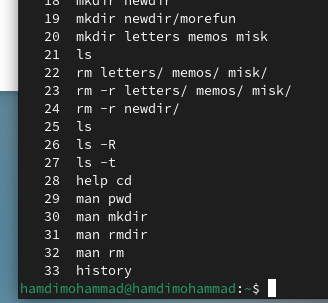 18 mkdir newdir
19 mkdir newdir/morefun
20 mkdir letters memos misk
21 ls
22 rm letters/ memos/ misk/
23 rm -r letters/ memos/ misk/
24 rm -r newdir/
25 ls
26 ls -R
27 ls -t
28 help cd
29 man pwd
30 man mkdir
31 man rmdir
32 man rm
33 history
hamdimohammad@hamdimohammad:~$